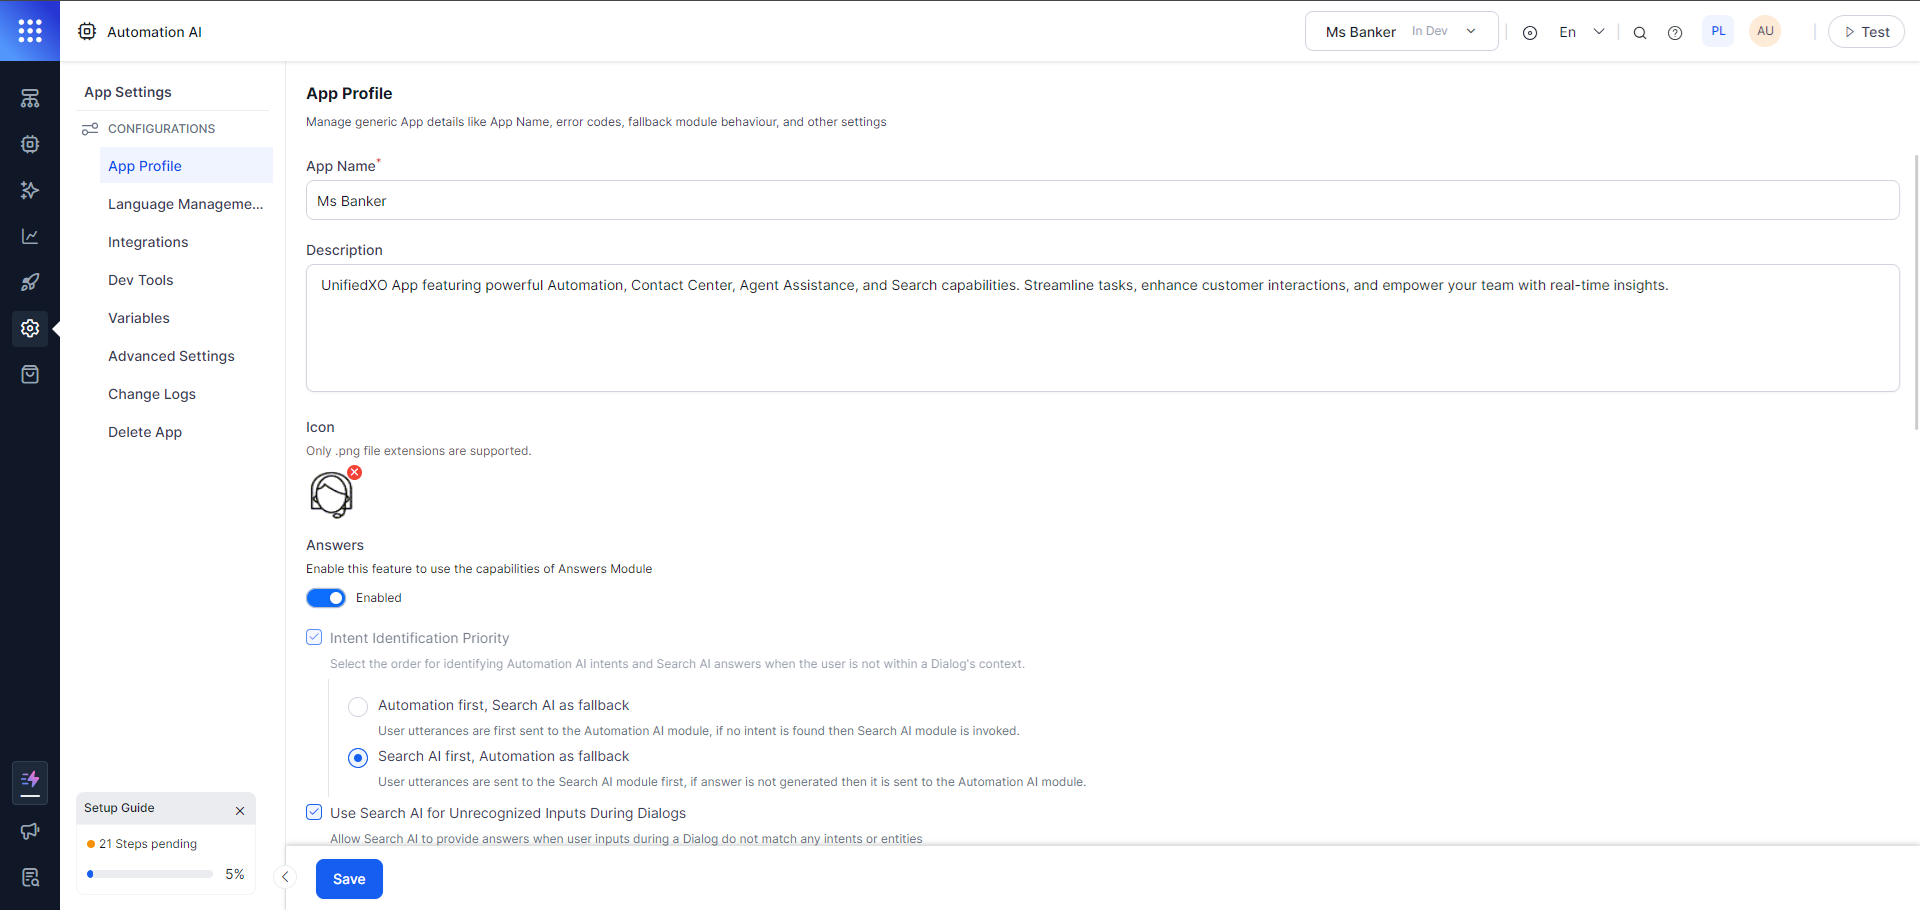 Automation AI
Ms Banker In Dev
En
PL
AU
Test
App Settings
CONFIGURATIONS
App Profile
Language Manageme...
Integrations
Dev Tools
Variables
Advanced Settings
Change Logs
Delete App
Setup Guide
21 Steps pending
5%
App Profile
Manage generic App details like App Name, error codes, fallback module behaviour, and other settings
App Name*
Ms Banker
Description
UnifiedXO App featuring powerful Automation, Contact Center, Agent Assistance, and Search capabilities. Streamline tasks, enhance customer interactions, and empower your team with real-time insights.
Icon
Only .png file extensions are supported.
Answers
Enable this feature to use the capabilities of Answers Module
Enabled
Intent Identification Priority
Select the order for identifying Automation AI intents and Search AI answers when the user is not within a Dialog's context.
Automation first, Search AI as fallback
User utterances are first sent to the Automation AI module, if no intent is found then Search AI module is invoked.
Search AI first, Automation as fallback
User utterances are sent to the Search AI module first, if answer is not generated then it is sent to the Automation AI module.
Use Search AI for Unrecognized Inputs During Dialogs
Allow Search AI to provide answers when user inputs during a Dialog do not match any intents or entities
Save